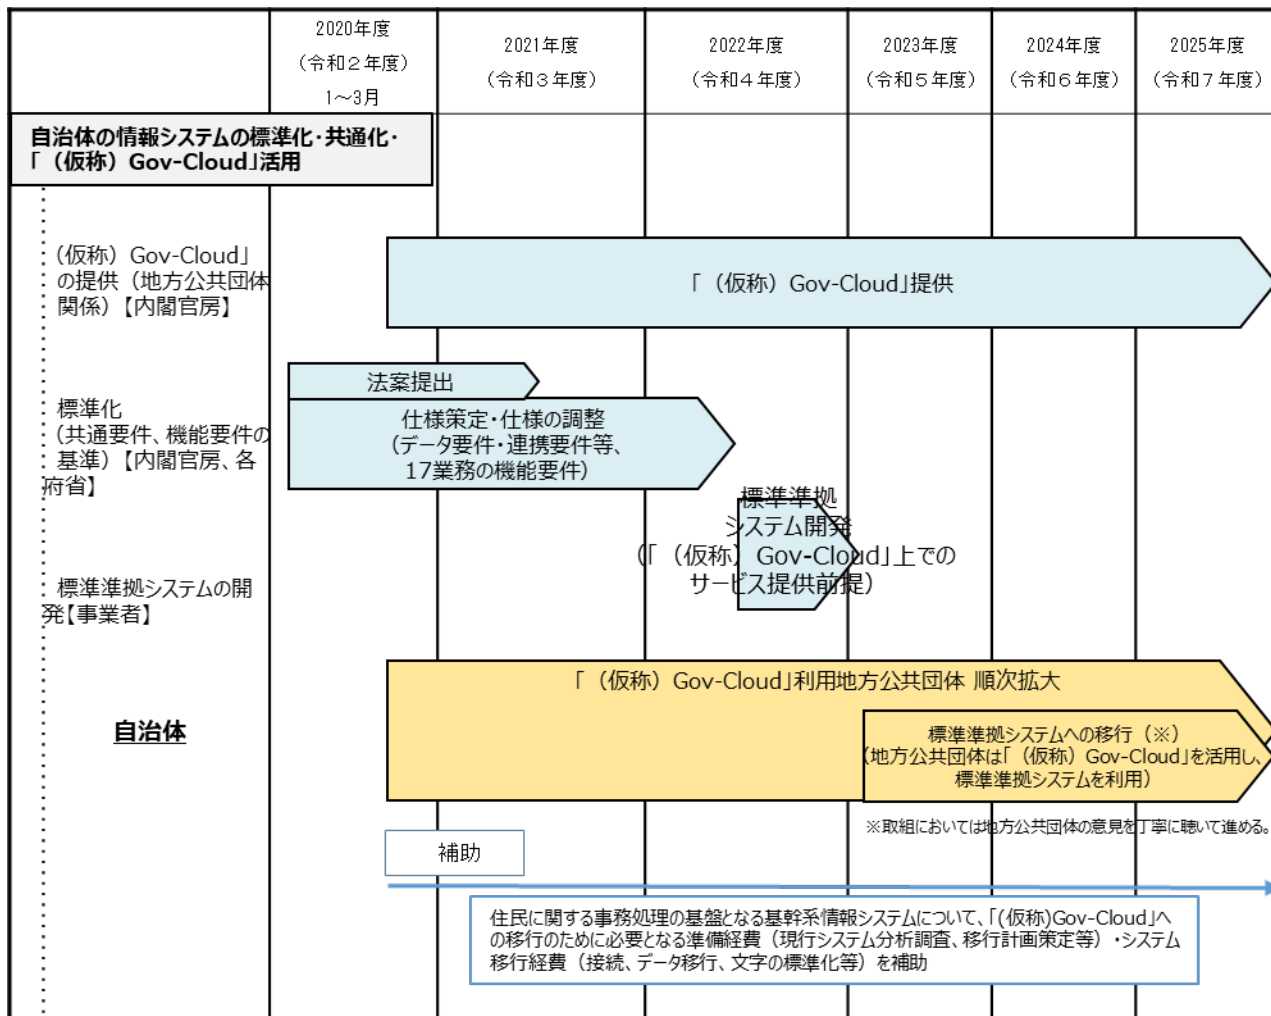 2020年度
（令和２年度）
1～3月
2021年度
（令和３年度）
2022年度
（令和４年度）
2023年度
（令和５年度）
2024年度
（令和６年度）
2025年度
（令和７年度）
自治体の情報システムの標準化・共通化・
「（仮称）Gov-Cloud」活用
（仮称）Gov-Cloud」
の提供（地方公共団体
関係）【内閣官房】
「（仮称）Gov-Cloud」提供
法案提出
標準化
（共通要件、機能要件の
基準）【内閣官房、各
府省】
仕様策定・仕様の調整
（データ要件・連携要件等、
17業務の機能要件）
標準準拠
システム開発
（「（仮称）Gov-Cloud」上での
サービス提供前提）
標準準拠システムの開
発【事業者】
自治体
「（仮称）Gov-Cloud」利用地方公共団体 順次拡大
標準準拠システムへの移行（※）
（地方公共団体は「（仮称）Gov-Cloud」を活用し、
標準準拠システムを利用）
※取組においては地方公共団体の意見を丁寧に聴いて進める。
補助
住民に関する事務処理の基盤となる基幹系情報システムについて、「(仮称)Gov-Cloud」へ
の移行のために必要となる準備経費（現行システム分析調査、移行計画策定等）・システム
移行経費（接続、データ移行、文字の標準化等）を補助